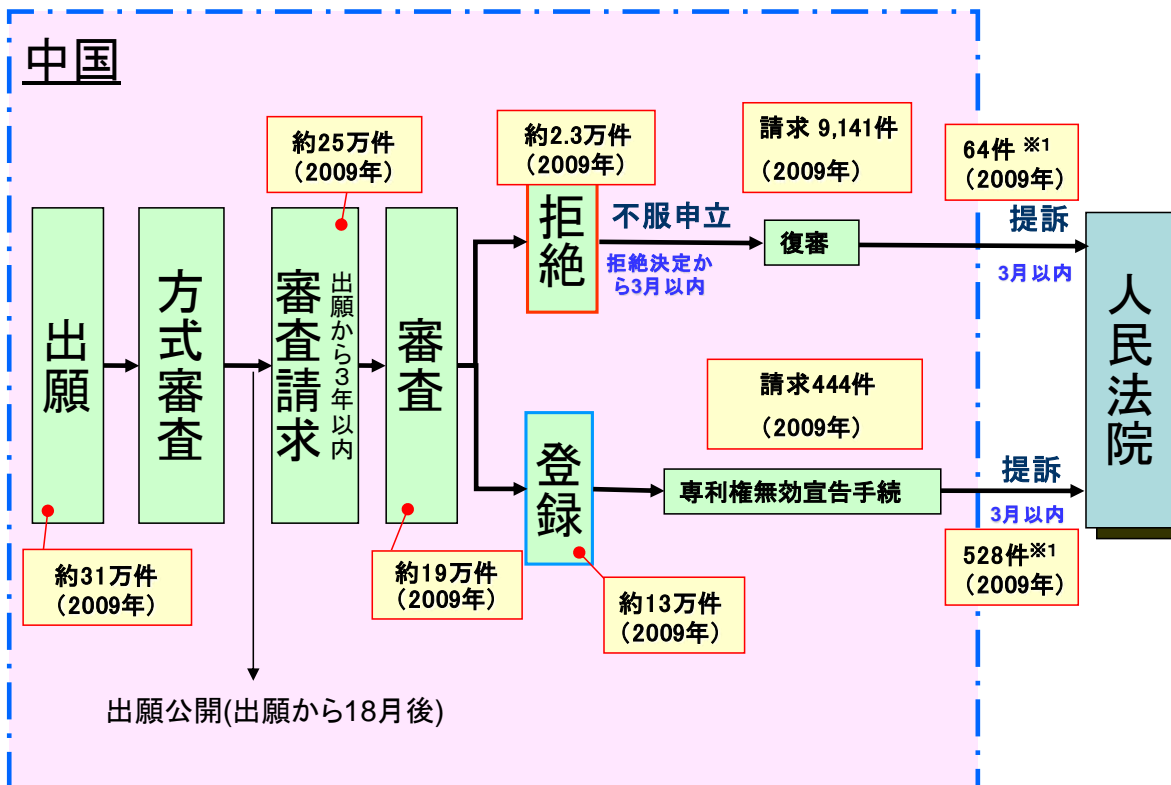 中国
約25万件
(2009年)
約2.3万件
(2009年)
請求 9,141件
(2009年)
64件 ※1
(2009年)
出願
方式審査
審査請求
出願から3年以内
審査
拒絶
不服申立
拒絶決定か
ら3月以内
復審
提訴
3月以内
人民法院
請求444件
(2009年)
登録
専利権無効宣告手続
提訴
3月以内
528件※1
(2009年)
約31万件
(2009年)
約19万件
(2009年)
約13万件
(2009年)
出願公開(出願から18月後)